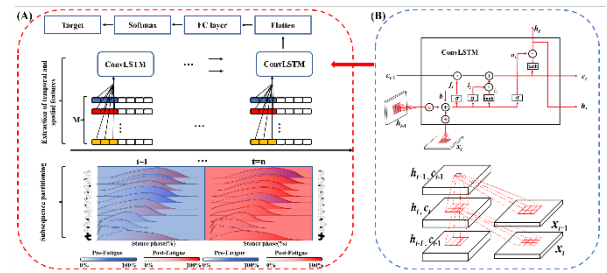 (A)
Target
Softmax
FC layer
Flatten
ConvLSTM
...
ConvLSTM
Extraction of temporal and
spatial features
M
t=1
...
t=n
Subsequence partitioning
Stance phase(%)
Stance phase(%)
Pre-Fatigue
Post-Fatigue
Pre-Fatigue
Post-Fatigue
0%
100%
0%
100%
0%
100%
0%
100%
(B)
ConvLSTM
h_t
c_{t-1}
c_t
o_t
f_t
i_t
tanh
b
σ
σ
tanh
σ
h_t
h_{t-1}
x_t
h_{t-1}, c_{t-1}
h_t, c_t
X_{t-1}
h_{t-1}, c_{t-1}
X_t